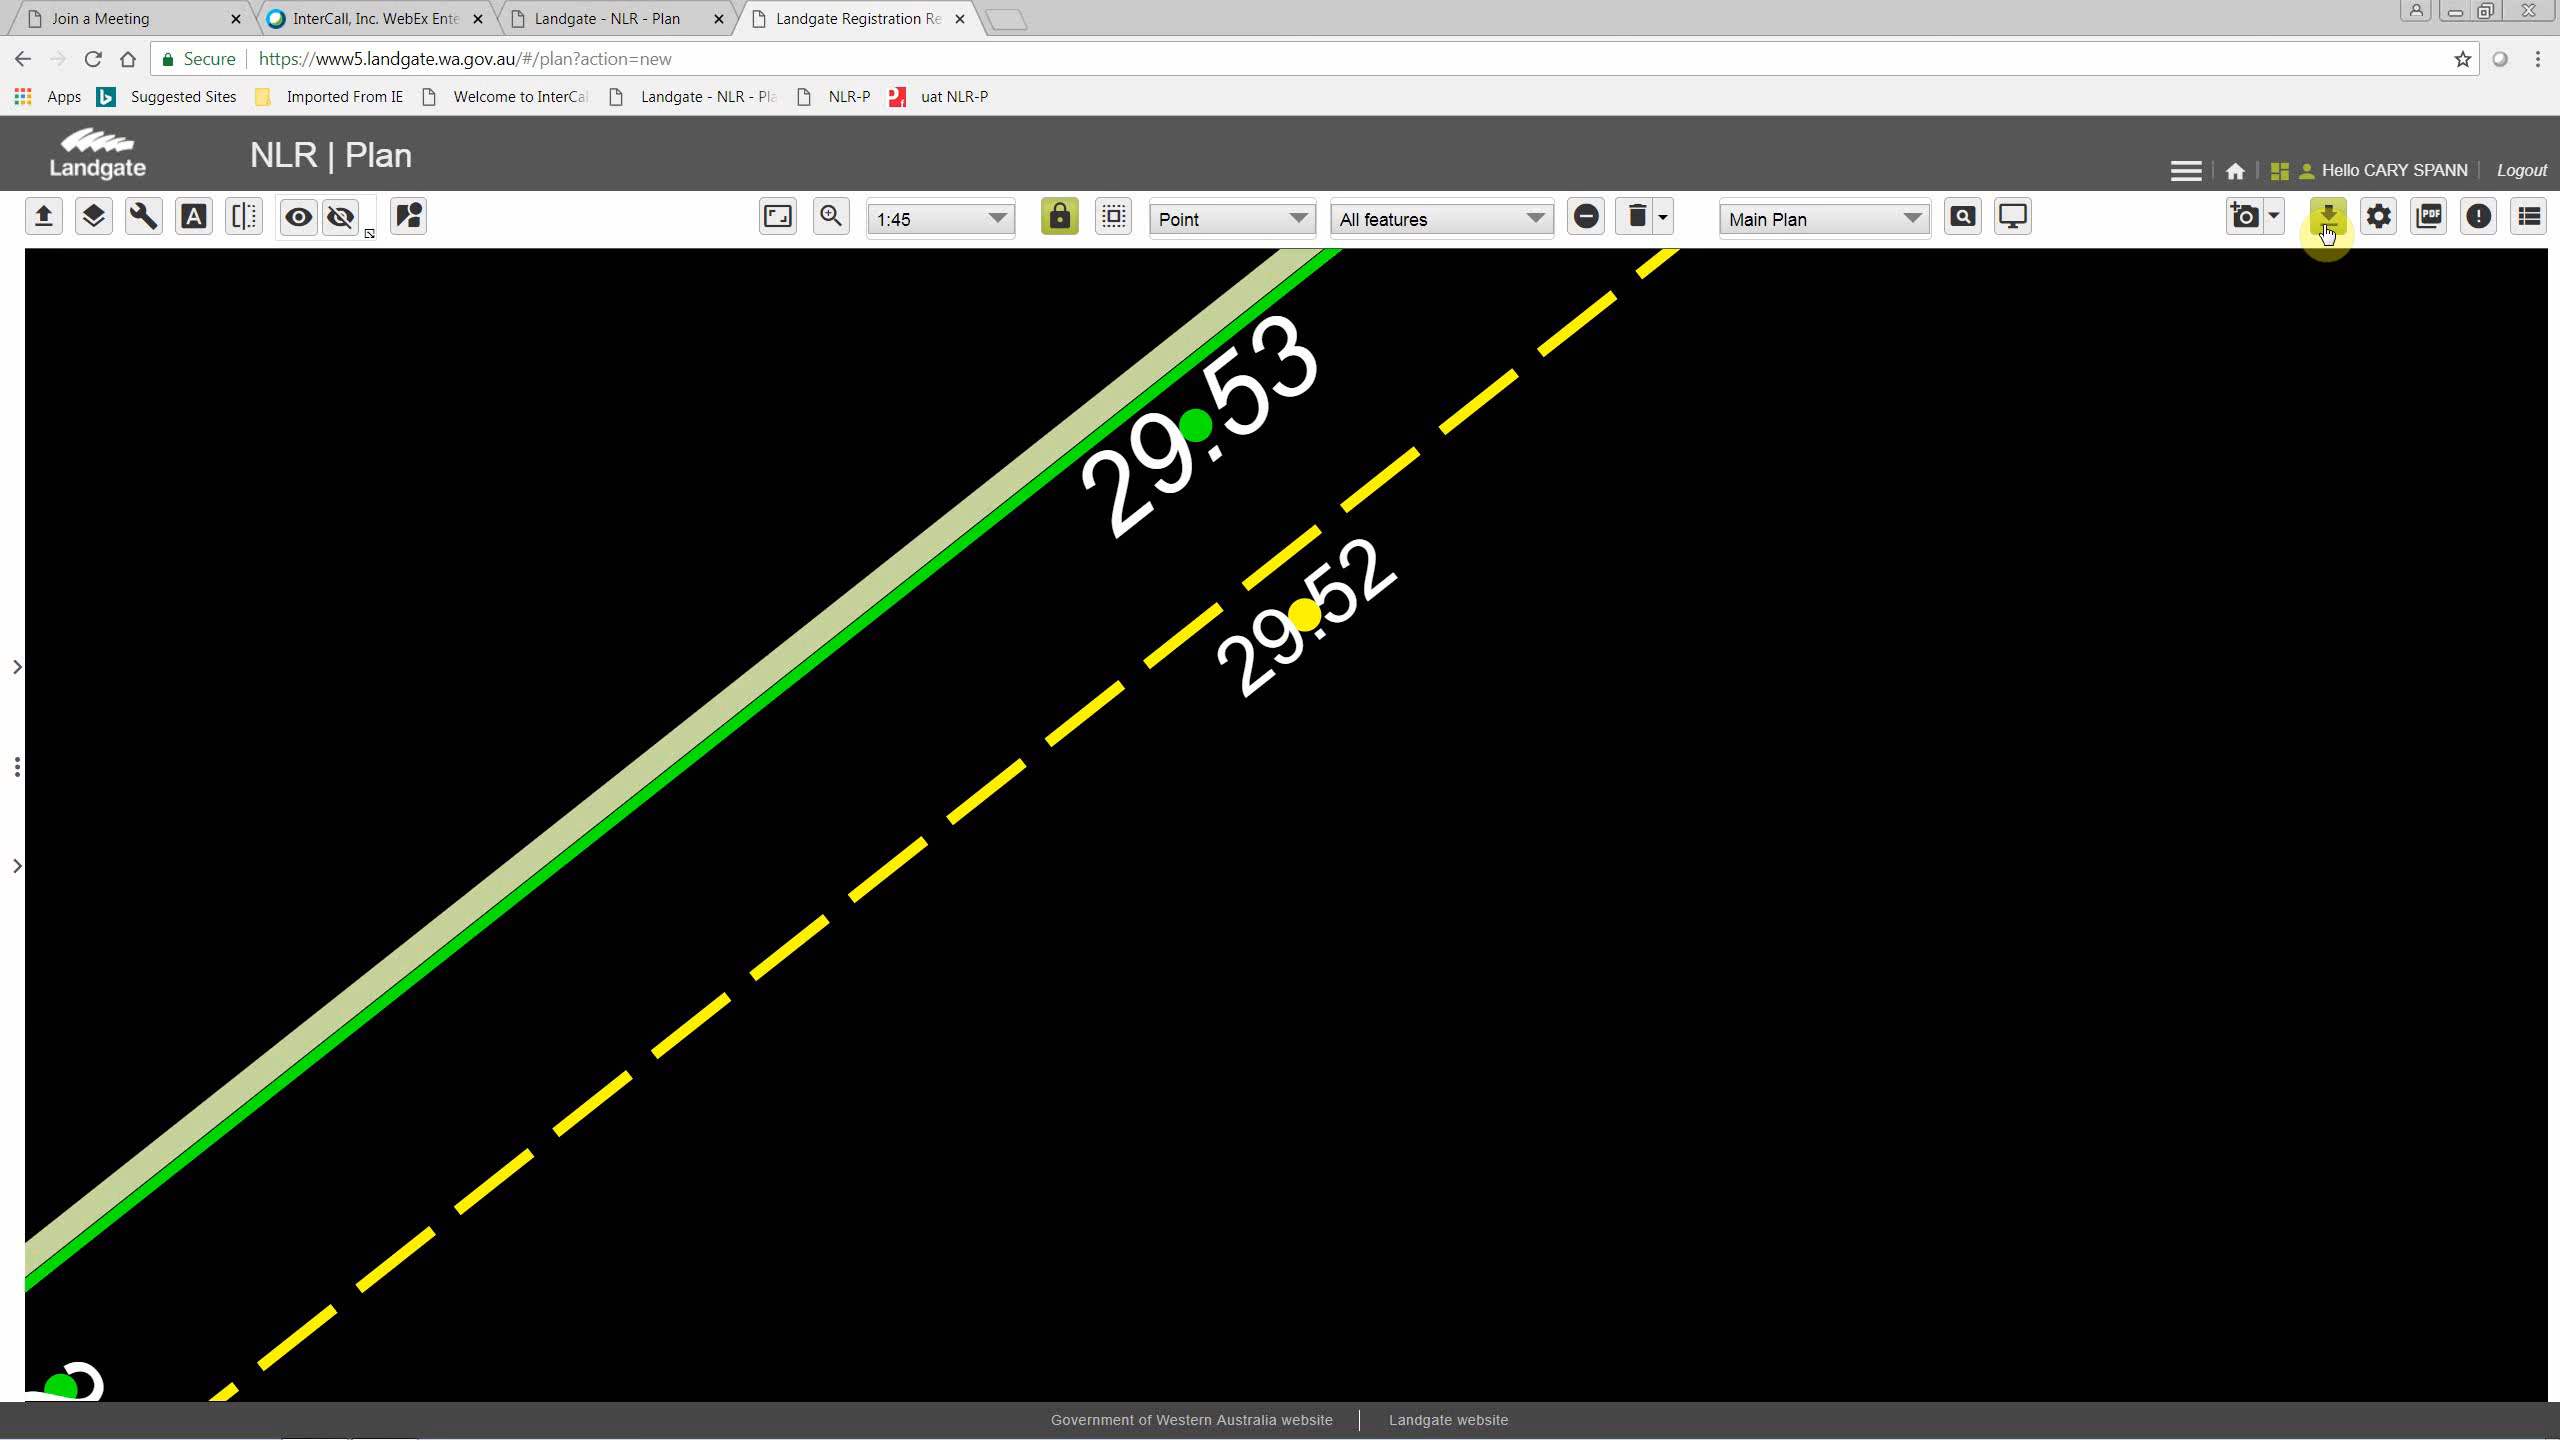 Join a Meeting
InterCall, Inc. WebEx Ente
Landgate - NLR - Plan
Landgate Registration Re
Secure
https://www5.landgate.wa.gov.au/#/plan?action=new
Apps
Suggested Sites
Imported From IE
Welcome to InterCa
Landgate - NLR - Pla
NLR-P
uat NLR-P
Landgate
NLR | Plan
Hello CARY SPANN
Logout
A
1:45
Point
All features
Main Plan
PDF
29.53
29.52
Government of Western Australia website
Landgate website